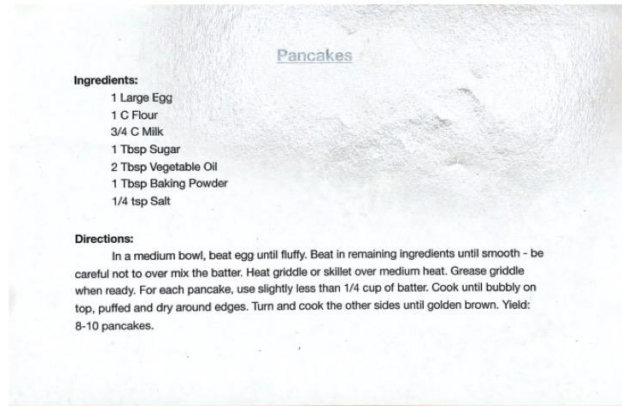 Pancakes
Ingredients:
1 Large Egg
1 C Flour
3/4 C Milk
1 Tbsp Sugar
2 Tbsp Vegetable Oil
1 Tbsp Baking Powder
1/4 tsp Salt
Directions:
In a medium bowl, beat egg until fluffy. Beat in remaining ingredients until smooth - be
careful not to over mix the batter. Heat griddle or skillet over medium heat. Grease griddle
when ready. For each pancake, use slightly less than 1/4 cup of batter. Cook until bubbly on
top, puffed and dry around edges. Turn and cook the other sides until golden brown. Yield:
8-10 pancakes.